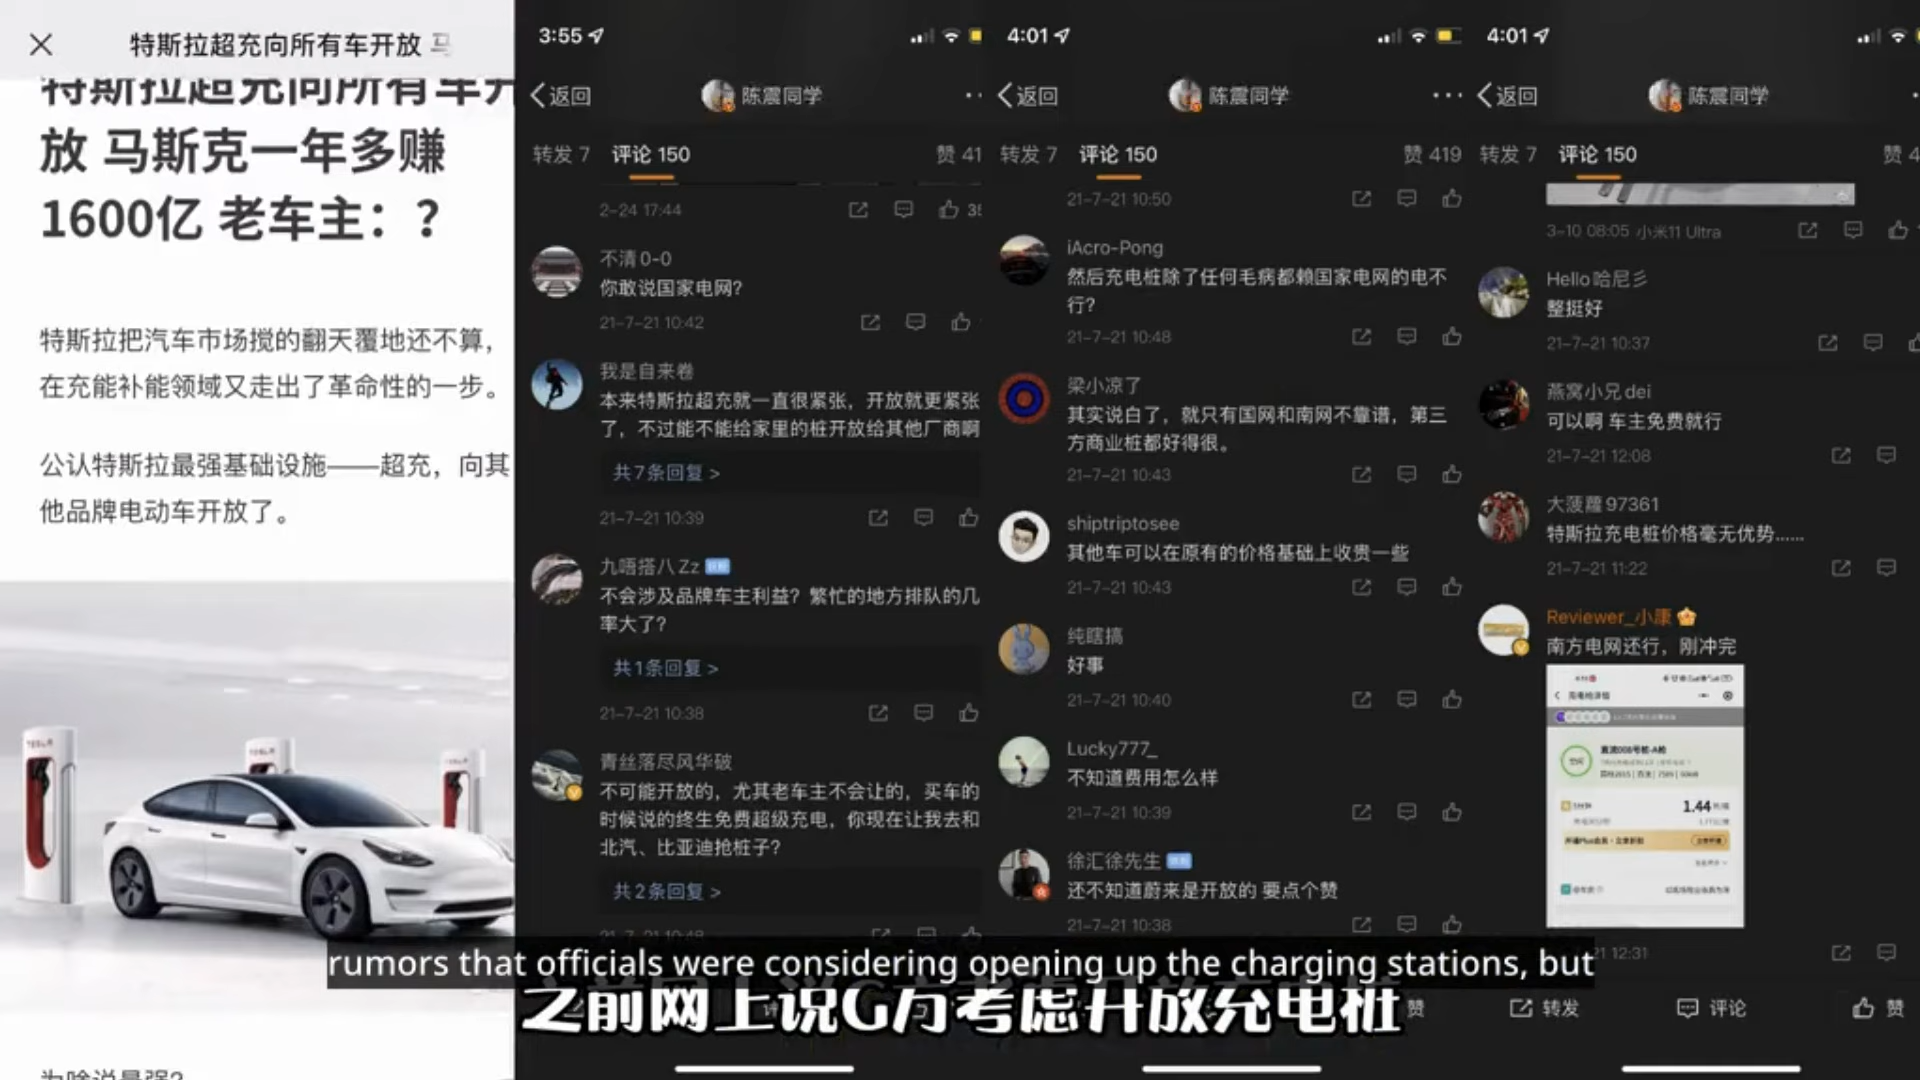 特斯拉超充向所有车开放 马
特斯拉超充向所有车开
放 马斯克一年多赚
1600亿 老车主：？
特斯拉把汽车市场搅的翻天覆地还不算，
在充能补能领域又走出了革命性的一步。
公认特斯拉最强基础设施——超充，向其
他品牌电动车开放了。
TESLA
为啥说最强？
3:55
返回
陈震同学
转发 7
评论 150
赞 41
2-24 17:44
不清0-0
你敢说国家电网？
21-7-21 10:42
我是自来卷
本来特斯拉超充就一直很紧张，开放就更紧张
了，不过能不能给家里的桩开放给其他厂商啊
共7条回复 >
21-7-21 10:39
九唔搭八Zz
不会涉及品牌车主利益？繁忙的地方排队的几
率大了？
共1条回复 >
21-7-21 10:38
青丝落尽风华破
不可能开放的，尤其老车主不会让的，买车的
时候说的终生免费超级充电，你现在让我去和
北汽、比亚迪抢桩子？
共2条回复 >
4:01
返回
陈震同学
转发 7
评论 150
赞 419
21-7-21 10:50
iAcro-Pong
然后充电桩除了任何毛病都赖国家电网的电不
行？
21-7-21 10:48
梁小凉了
其实说白了，就只有国网和南网不靠谱，第三
方商业桩都好得很。
21-7-21 10:43
shiptriptosee
其他车可以在原有的价格基础上收贵一些
21-7-21 10:43
纯瞎搞
好事
21-7-21 10:40
Lucky777_
不知道费用怎么样
21-7-21 10:39
徐汇徐先生
还不知道蔚来是开放的 要点个赞
21-7-21 10:38
赞
4:01
返回
陈震同学
转发 7
评论 150
赞 4
3-10 08:05 小米11 Ultra
Hello哈尼彡
整挺好
21-7-21 10:37
燕窝小兄dei
可以啊 车主免费就行
21-7-21 12:08
大菠蘿97361
特斯拉充电桩价格毫无优势......
21-7-21 11:22
Reviewer_小康
南方电网还行，刚冲完
1.44
21 12:31
转发
评论
赞
rumors that officials were considering opening up the charging stations, but
之前网上说G方考虑开放充电桩